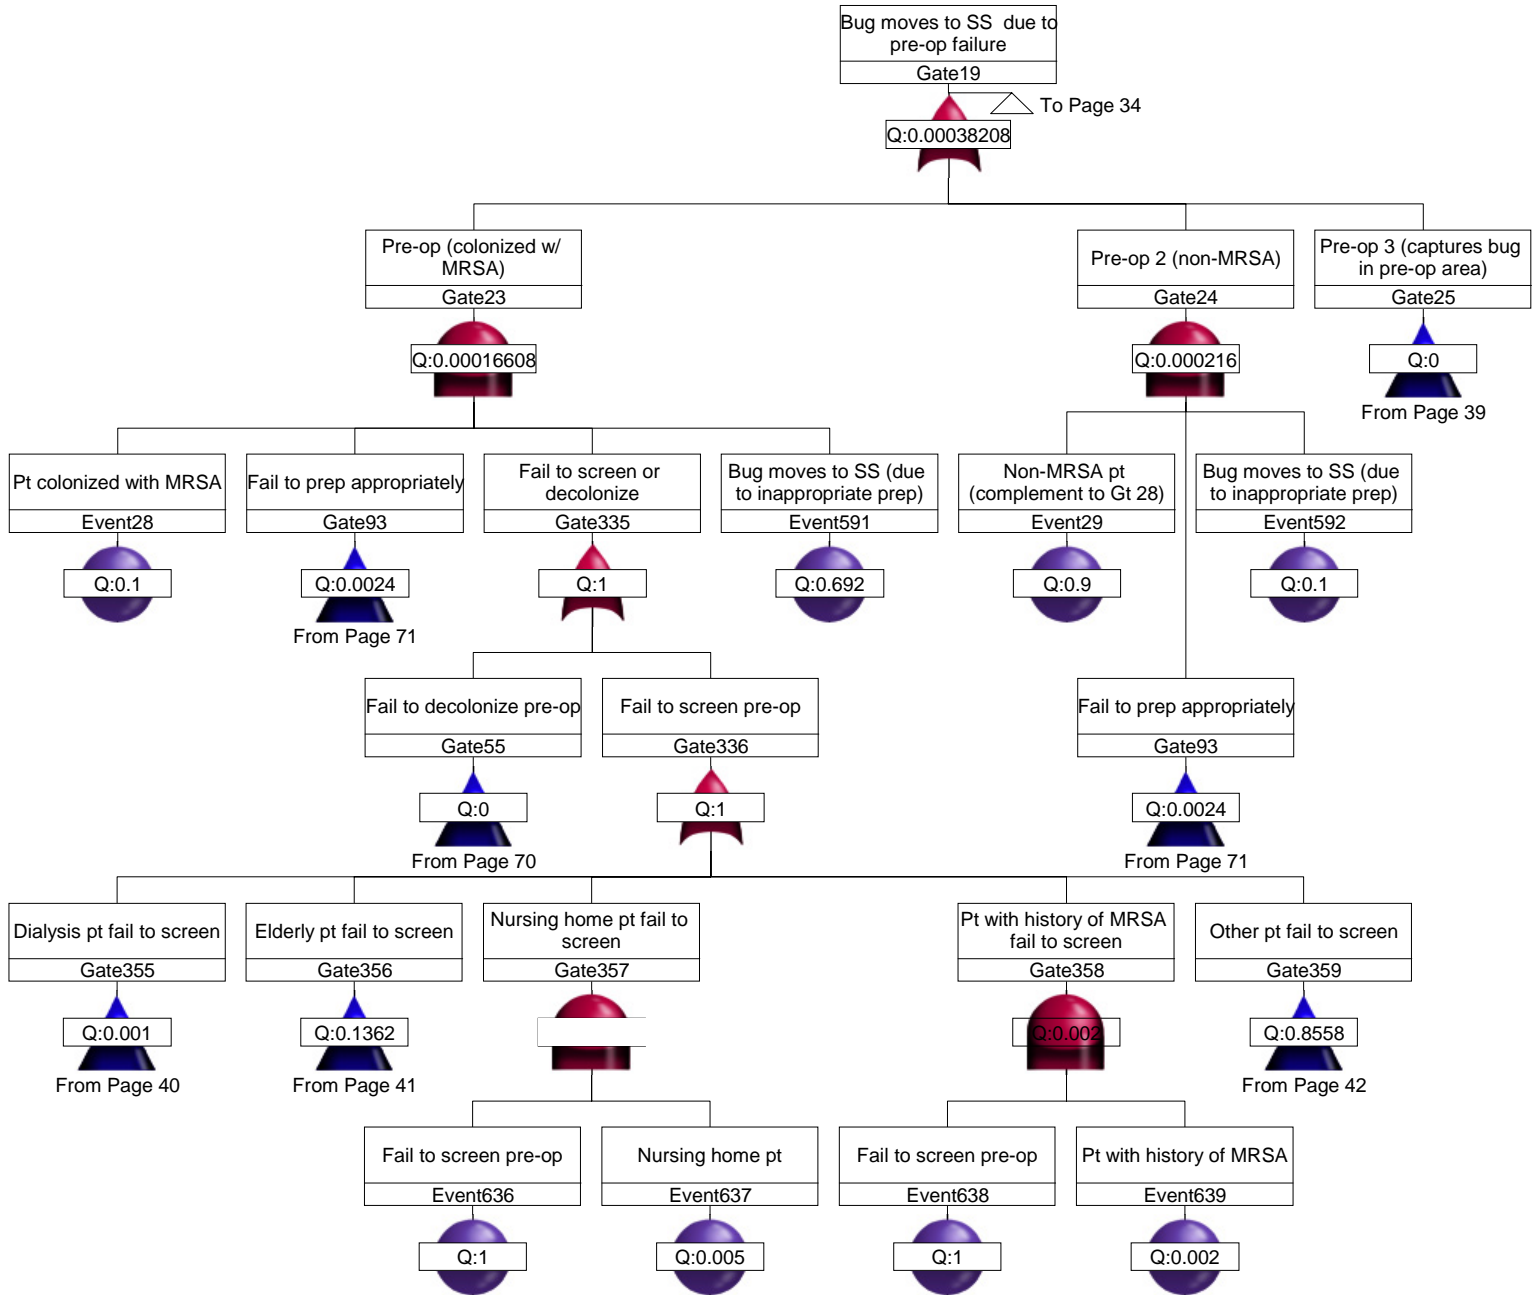 Bug moves to SS due to
pre-op failure
Gate19
To Page 34
Q:0.00038208
Pre-op (colonized w/
MRSA)
Gate23
Q:0.00016608
Pre-op 2 (non-MRSA)
Gate24
Q:0.000216
Pre-op 3 (captures bug
in pre-op area)
Gate25
Q:0
From Page 39
Pt colonized with MRSA
Event28
Q:0.1
Fail to prep appropriately
Gate93
Q:0.0024
From Page 71
Fail to screen or
decolonize
Gate335
Q:1
Bug moves to SS (due
to inappropriate prep)
Event591
Q:0.692
Non-MRSA pt
(complement to Gt 28)
Event29
Q:0.9
Bug moves to SS (due
to inappropriate prep)
Event592
Q:0.1
Fail to decolonize pre-op
Gate55
Q:0
From Page 70
Fail to screen pre-op
Gate336
Q:1
Fail to prep appropriately
Gate93
Q:0.0024
From Page 71
Dialysis pt fail to screen
Gate355
Q:0.001
From Page 40
Elderly pt fail to screen
Gate356
Q:0.1362
From Page 41
Nursing home pt fail to
screen
Gate357
Pt with history of MRSA
fail to screen
Gate358
Q:0.002
Other pt fail to screen
Gate359
Q:0.8558
From Page 42
Fail to screen pre-op
Event636
Q:1
Nursing home pt
Event637
Q:0.005
Fail to screen pre-op
Event638
Q:1
Pt with history of MRSA
Event639
Q:0.002